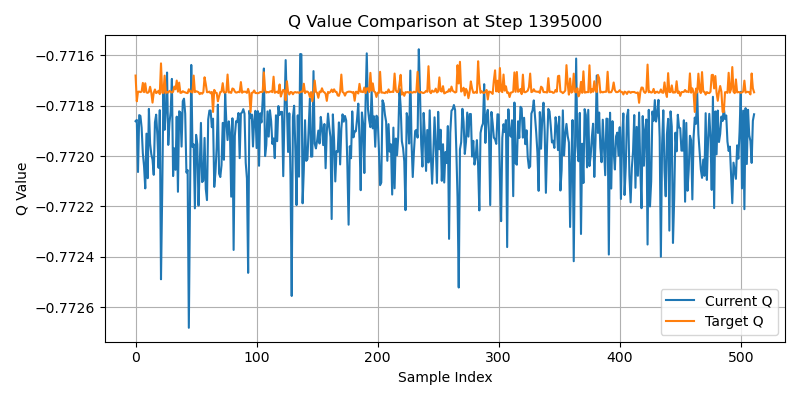 Q Value Comparison at Step 1395000
Q Value
−0.7716
−0.7718
−0.7720
−0.7722
−0.7724
−0.7726
Current Q
Target Q
0 100 200 300 400 500
Sample Index